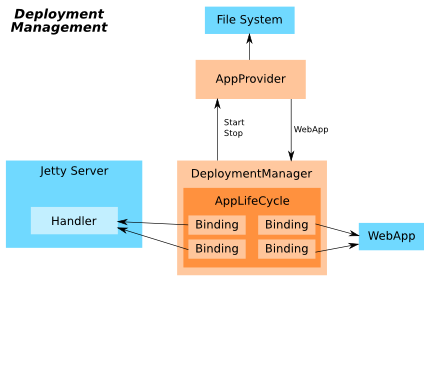 Deployment
Management
File System
AppProvider
Start
Stop
WebApp
Jetty Server
DeploymentManager
AppLifeCycle
Handler
Binding
Binding
Binding
Binding
WebApp